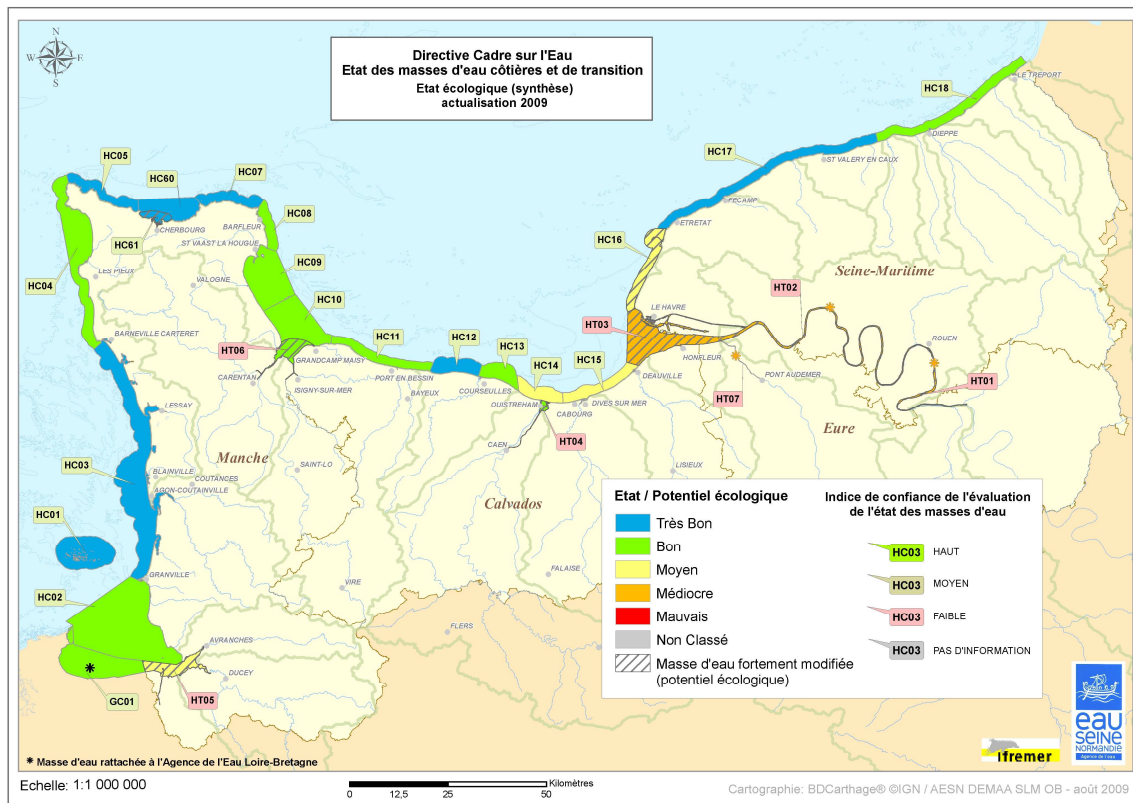 N
W
E
S
Directive Cadre sur l'Eau
Etat des masses d'eau côtières et de transition
Etat écologique (synthèse)
actualisation 2009
LE TRÉPORT
HC18
DIEPPE
HC17
ST VALERY EN CAUX
FECAMP
ETRETAT
HC05
HC60
HC07
HC08
CHERBOURG
BARFLEUR
HC61
ST VAAST LA HOUGUE
HC09
HC16
HC04
LES PIEUX
VALOGNE
HC10
Seine-Maritime
HT02
LE HAVRE
HT03
BARNEVILLE CARTERET
HC11
HC12
HC13
HC14
HC15
HT06
GRANDCAMP MAISY
HONFLEUR
ROUEN
CARENTAN
ISIGNY-SUR-MER
PORT EN BESSIN
BAYEUX
COURSEULLES
OUISTREHAM
CABOURG
DIVES SUR MER
DEAUVILLE
PONT AUDEMER
HT07
HT01
LESSAY
CAEN
HT04
Eure
HC03
Manche
SAINT-LO
LISIEUX
BLAINVILLE
COUTANCES
AGON-COUTAINVILLE
Calvados
HC01
GRANVILLE
VIRE
FALAISE
HC02
FLERS
AVRANCHES
DUCEY
GC01
HT05
Etat / Potentiel écologique
Très Bon
Bon
Moyen
Médiocre
Mauvais
Non Classé
Masse d'eau fortement modifiée
(potentiel écologique)
Indice de confiance de l'évaluation
de l'état des masses d'eau
HC03 HAUT
HC03 MOYEN
HC03 FAIBLE
HC03 PAS D'INFORMATION
* Masse d'eau rattachée à l'Agence de l'Eau Loire-Bretagne
Ifremer
eau
SEINE
NORMANDIE
Agence de l'eau
Echelle: 1:1 000 000
Kilomètres
0 12,5 25 50
Cartographie: BDCarthage® ©IGN / AESN DEMAA SLM OB - août 2009